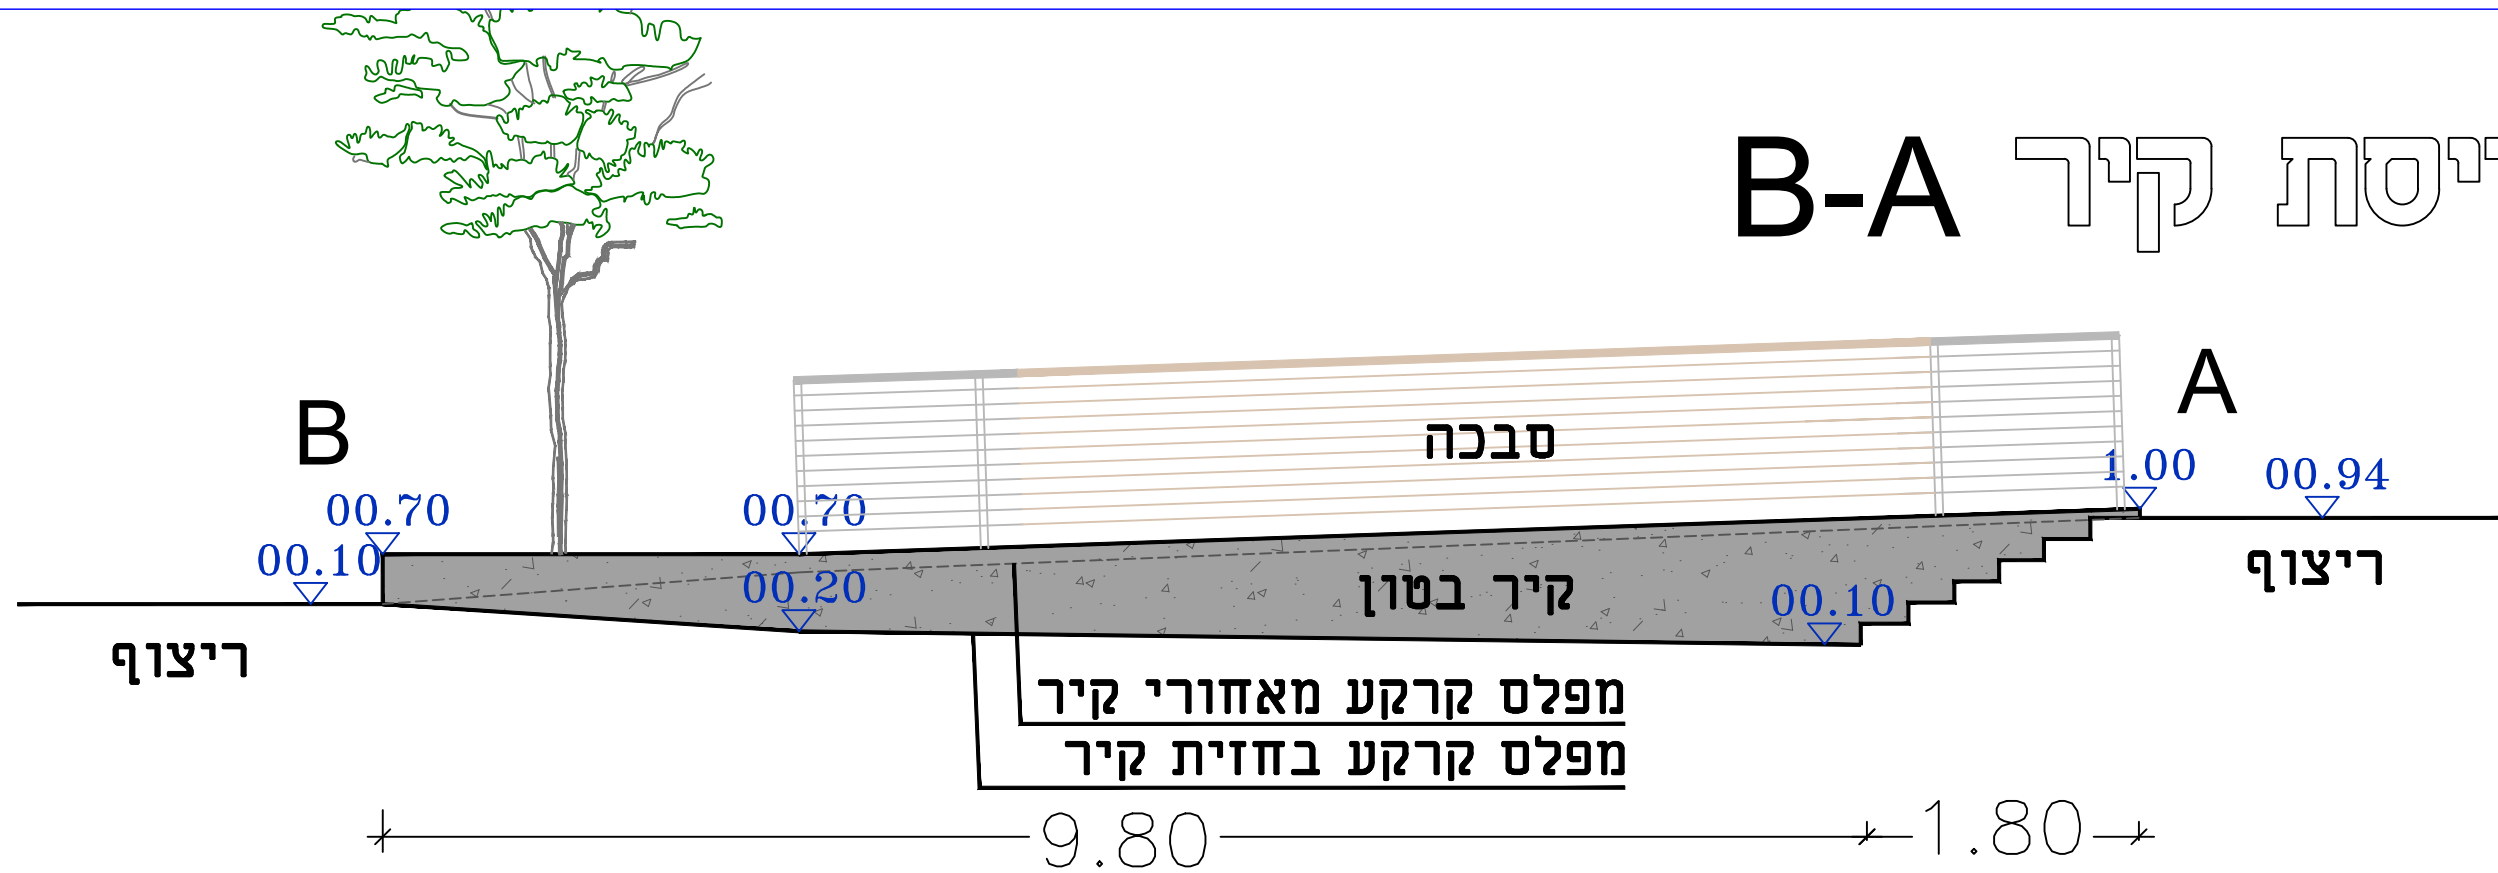 יסת קיר B-A
A
B
סבכה
1.00
00.94
00.70
00.70
00.10
00.20
00.10
קיר בטון
ריצוף
ריצוף
מפלס קרקע מאחורי קיר
מפלס קרקע בחזית קיר
9.80
1.80